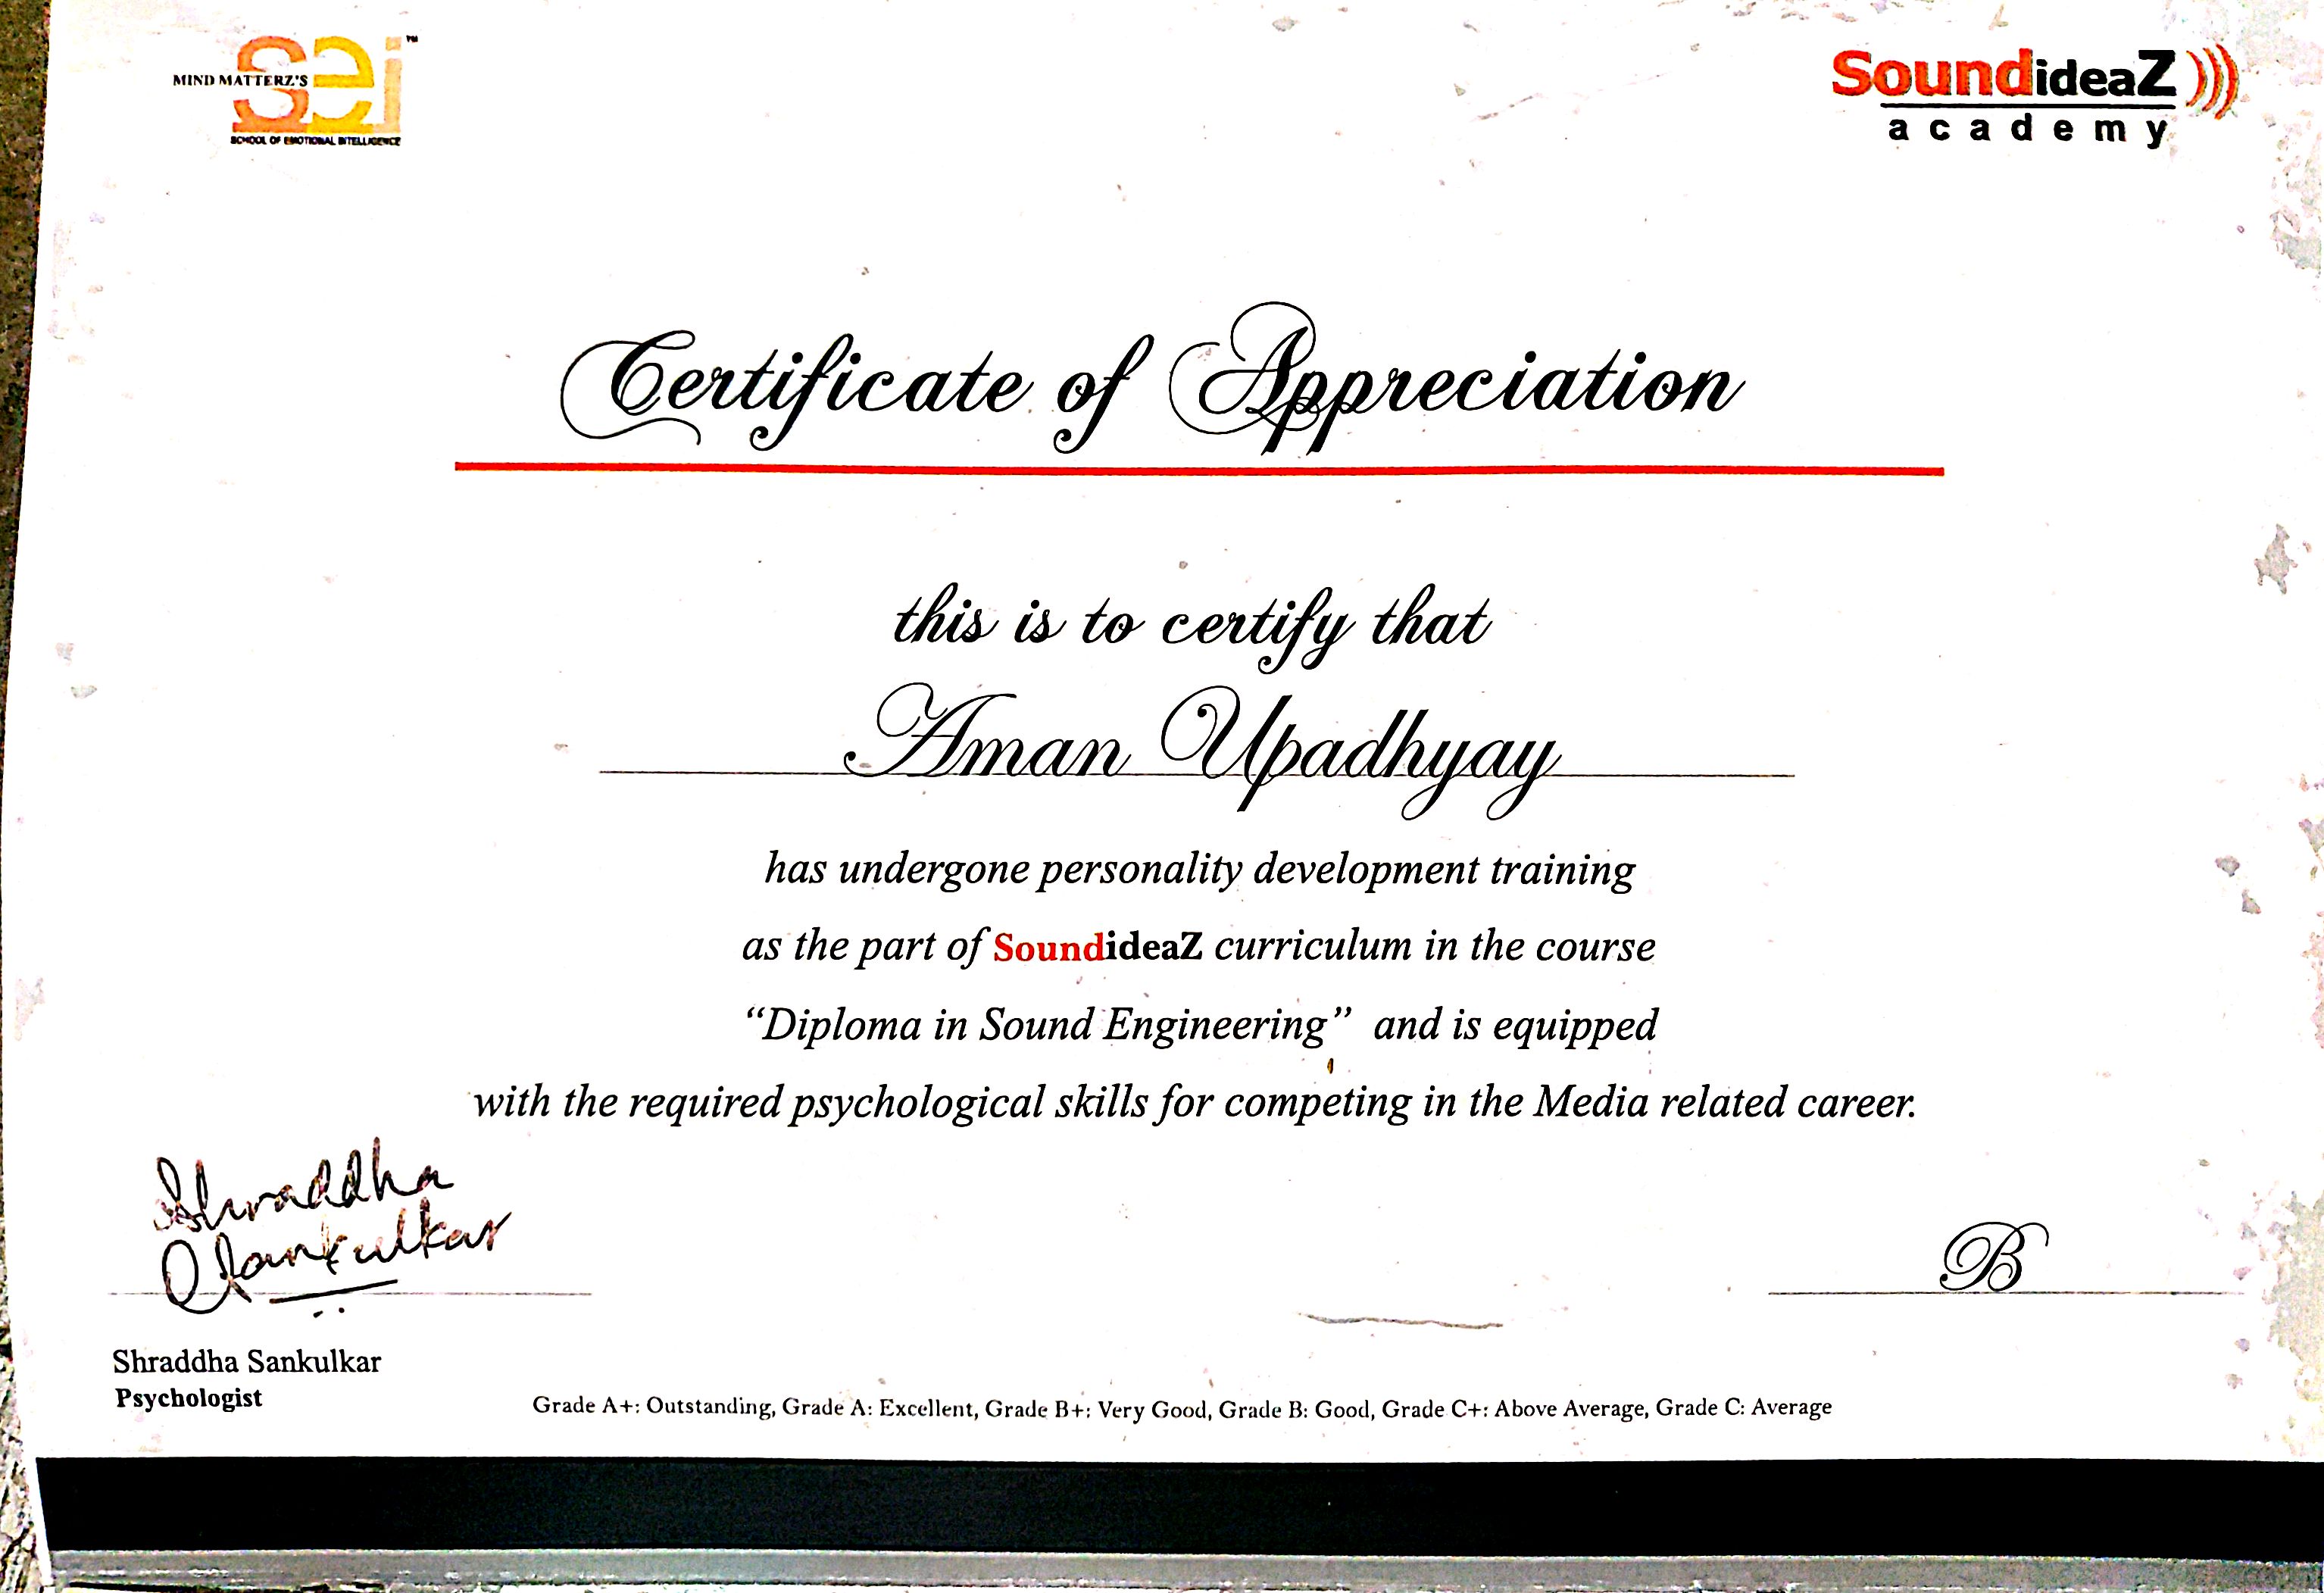 MIND MATTERZ'S
sei™
SCHOOL OF EMOTIONAL INTELLIGENCE
SoundideaZ
academy
Certificate of Appreciation
this is to certify that
Aman Upadhyay
has undergone personality development training
as the part of SoundideaZ curriculum in the course
“Diploma in Sound Engineering” and is equipped
with the required psychological skills for competing in the Media related career.
Shraddha
Sankulkar
B
Shraddha Sankulkar
Psychologist
Grade A+: Outstanding, Grade A: Excellent, Grade B+: Very Good, Grade B: Good, Grade C+: Above Average, Grade C: Average